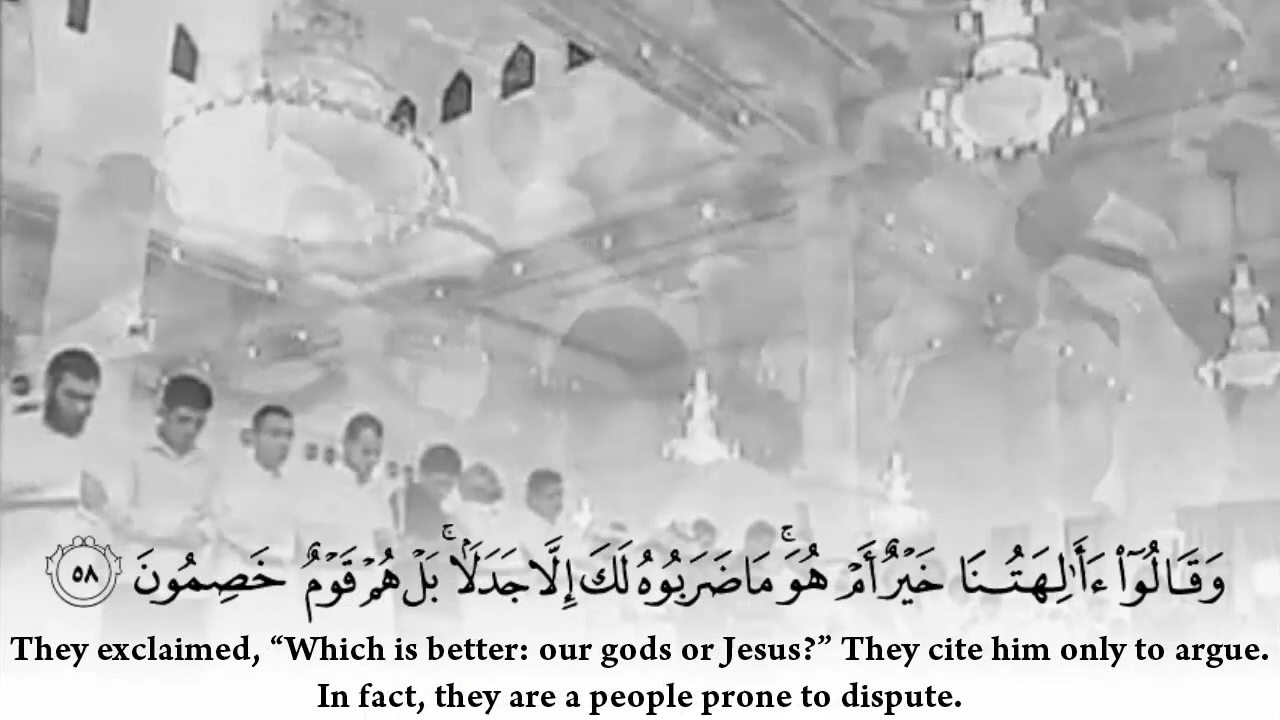 وَقَالُوٓا۟ ءَأَٰلِهَتُنَا خَيْرٌ أَمْ هُوَ ۚ مَا ضَرَبُوهُ لَكَ إِلَّا جَدَلًۢا ۚ بَلْ هُمْ قَوْمٌ خَصِمُونَ ٥٨
They exclaimed, “Which is better: our gods or Jesus?” They cite him only to argue.
In fact, they are a people prone to dispute.